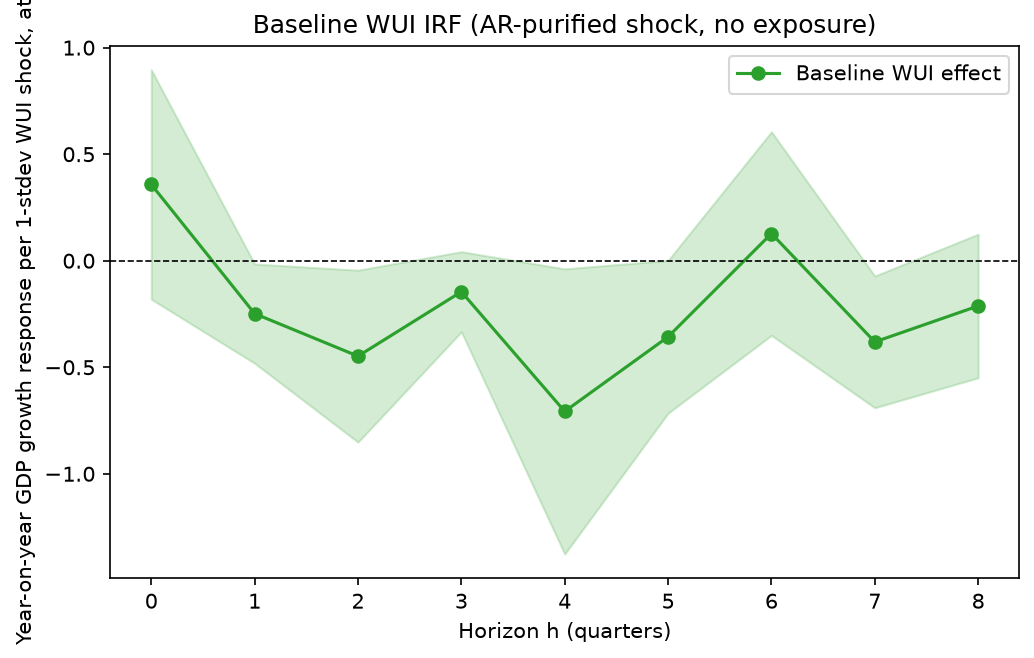 Baseline WUI IRF (AR-purified shock, no exposure)
Year-on-year GDP growth response per 1-stdev WUI shock, at
1.0
0.5
0.0
−0.5
−1.0
Baseline WUI effect
0 1 2 3 4 5 6 7 8
Horizon h (quarters)